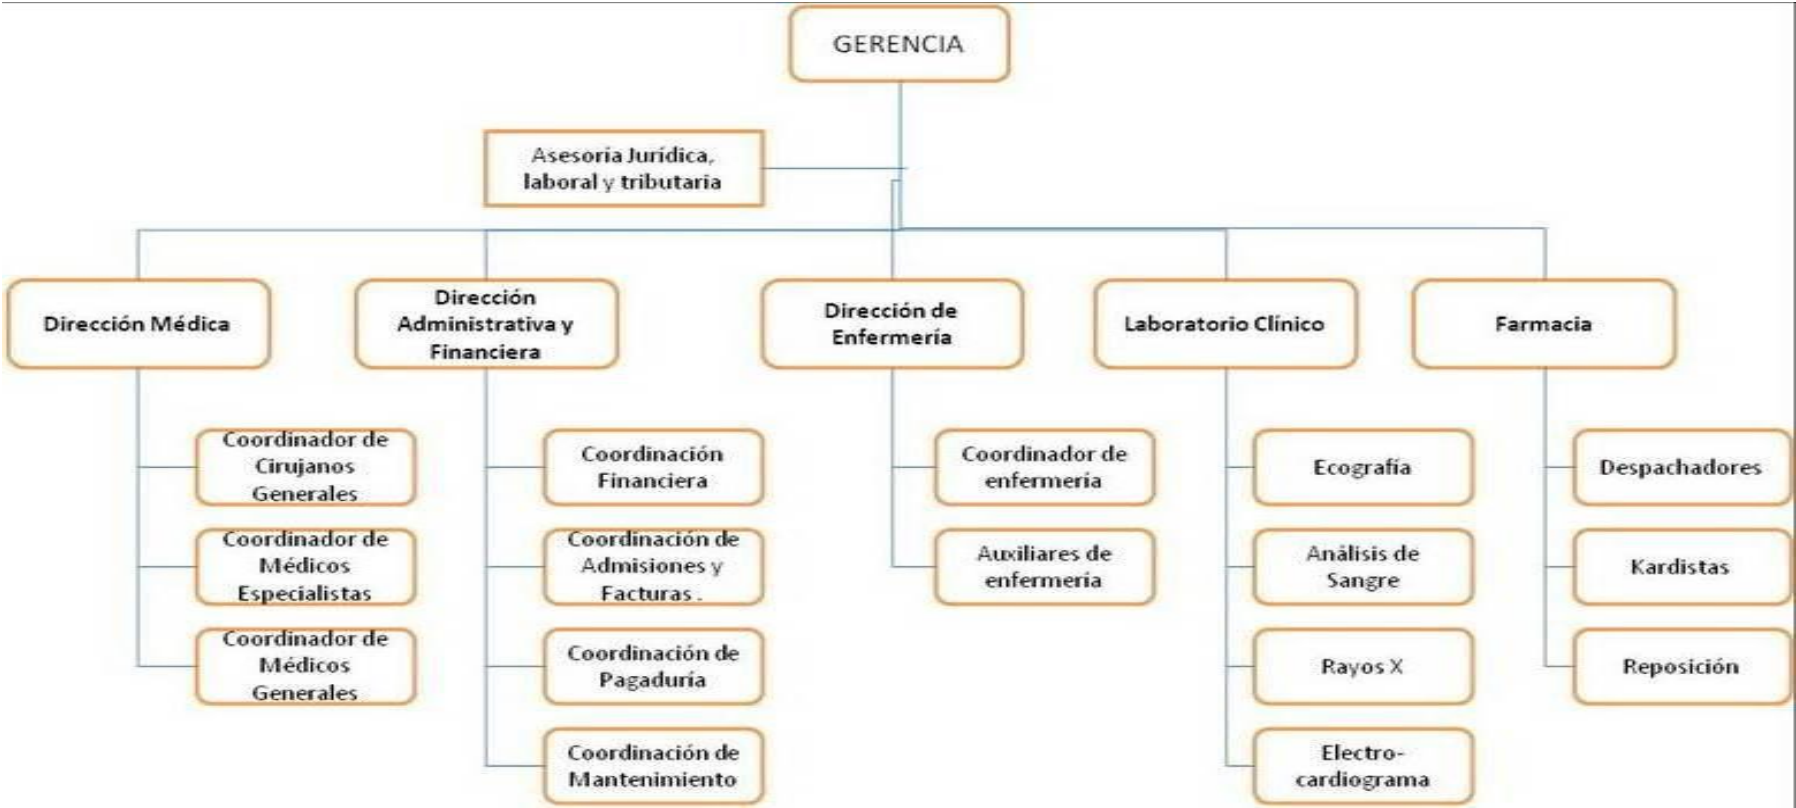 GERENCIA
Asesoría Jurídica,
laboral y tributaria
Dirección Médica
Dirección
Administrativa y
Financiera
Dirección de
Enfermería
Laboratorio Clínico
Farmacia
Coordinador de
Cirujanos
Generales
Coordinador de
Médicos
Especialistas
Coordinador de
Médicos
Generales
Coordinación
Financiera
Coordinación de
Admisiones y
Facturas .
Coordinación de
Pagaduría
Coordinación de
Mantenimiento
Coordinador de
enfermería
Auxiliares de
enfermería
Ecografía
Análisis de
Sangre
Rayos X
Electro-
cardiograma
Despachadores
Kardistas
Reposición